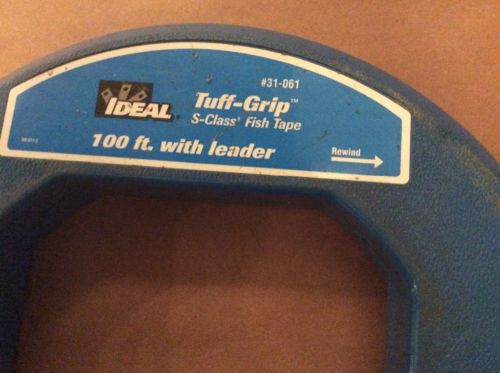 #31-061
IDEAL
Tuff-Grip™
S-Class® Fish Tape
100 ft. with leader
Rewind